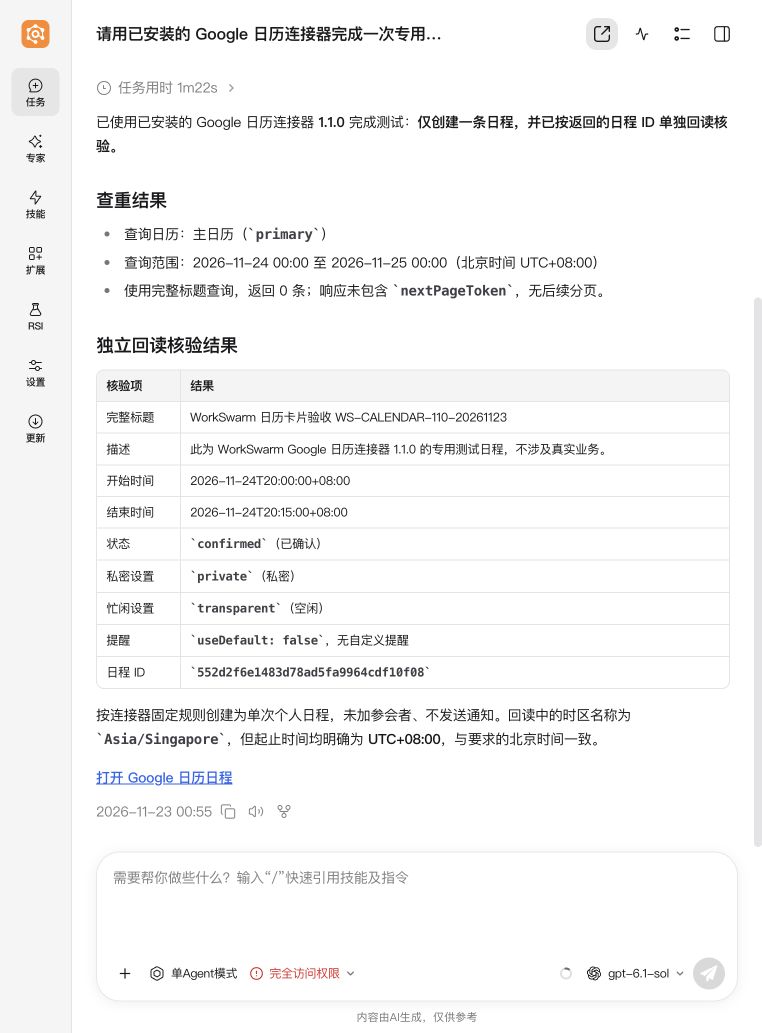 请用已安装的 Google 日历连接器完成一次专用...
任务
专家
技能
扩展
RSI
设置
更新
任务用时 1m22s
已使用已安装的 Google 日历连接器 1.1.0 完成测试：仅创建一条日程，并已按返回的日程 ID 单独回读核
验。
查重结果
• 查询日历：主日历（`primary`）
• 查询范围：2026-11-24 00:00 至 2026-11-25 00:00（北京时间 UTC+08:00）
• 使用完整标题查询，返回 0 条；响应未包含 `nextPageToken`，无后续分页。
独立回读核验结果
核验项 结果
完整标题 WorkSwarm 日历卡片验收 WS-CALENDAR-110-20261123
描述 此为 WorkSwarm Google 日历连接器 1.1.0 的专用测试日程，不涉及真实业务。
开始时间 2026-11-24T20:00:00+08:00
结束时间 2026-11-24T20:15:00+08:00
状态 `confirmed`（已确认）
私密设置 `private`（私密）
忙闲设置 `transparent`（空闲）
提醒 `useDefault: false`，无自定义提醒
日程 ID `552d2f6e1483d78ad5fa9964cdf10f08`
按连接器固定规则创建为单次个人日程，未加参会者、不发送通知。回读中的时区名称为
`Asia/Singapore`，但起止时间均明确为 UTC+08:00，与要求的北京时间一致。
打开 Google 日历日程
2026-11-23 00:55
需要帮你做些什么？输入“/”快速引用技能及指令
单Agent模式 完全访问权限 gpt-6.1-sol
内容由AI生成，仅供参考